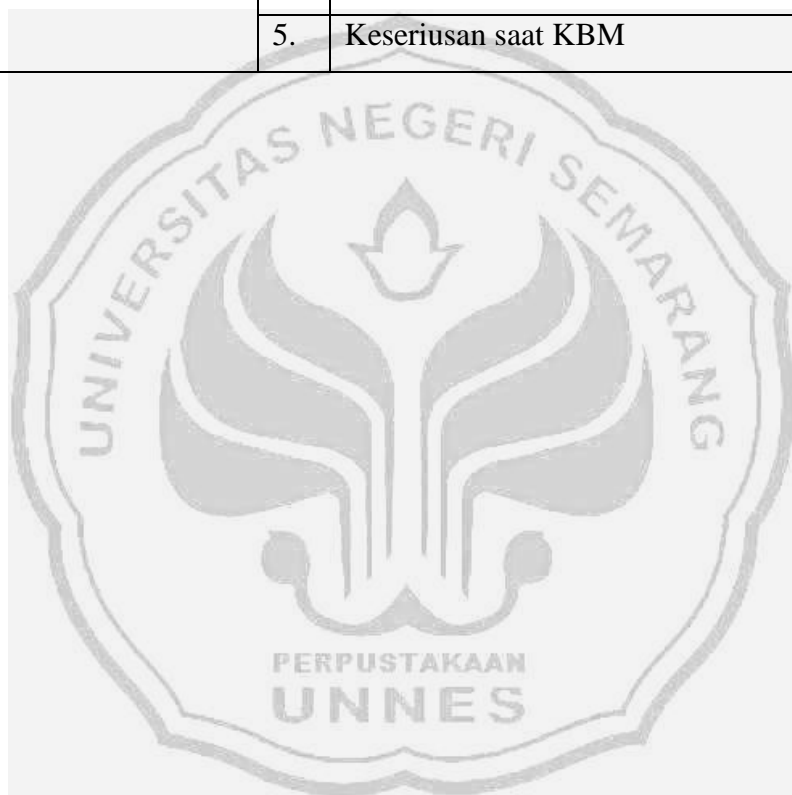 5. Keseriusan saat KBM
UNIVERSITAS NEGERI SEMARANG
PERPUSTAKAAN
UNNES